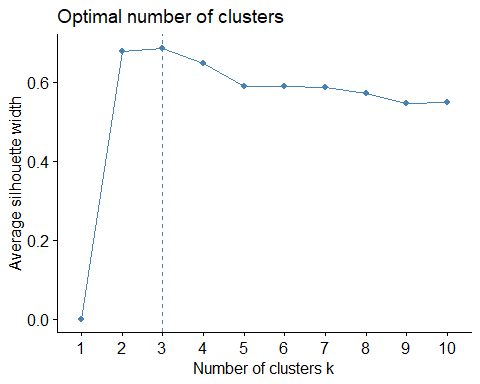 Optimal number of clusters
Average silhouette width
0.6
0.4
0.2
0.0
1 2 3 4 5 6 7 8 9 10
Number of clusters k